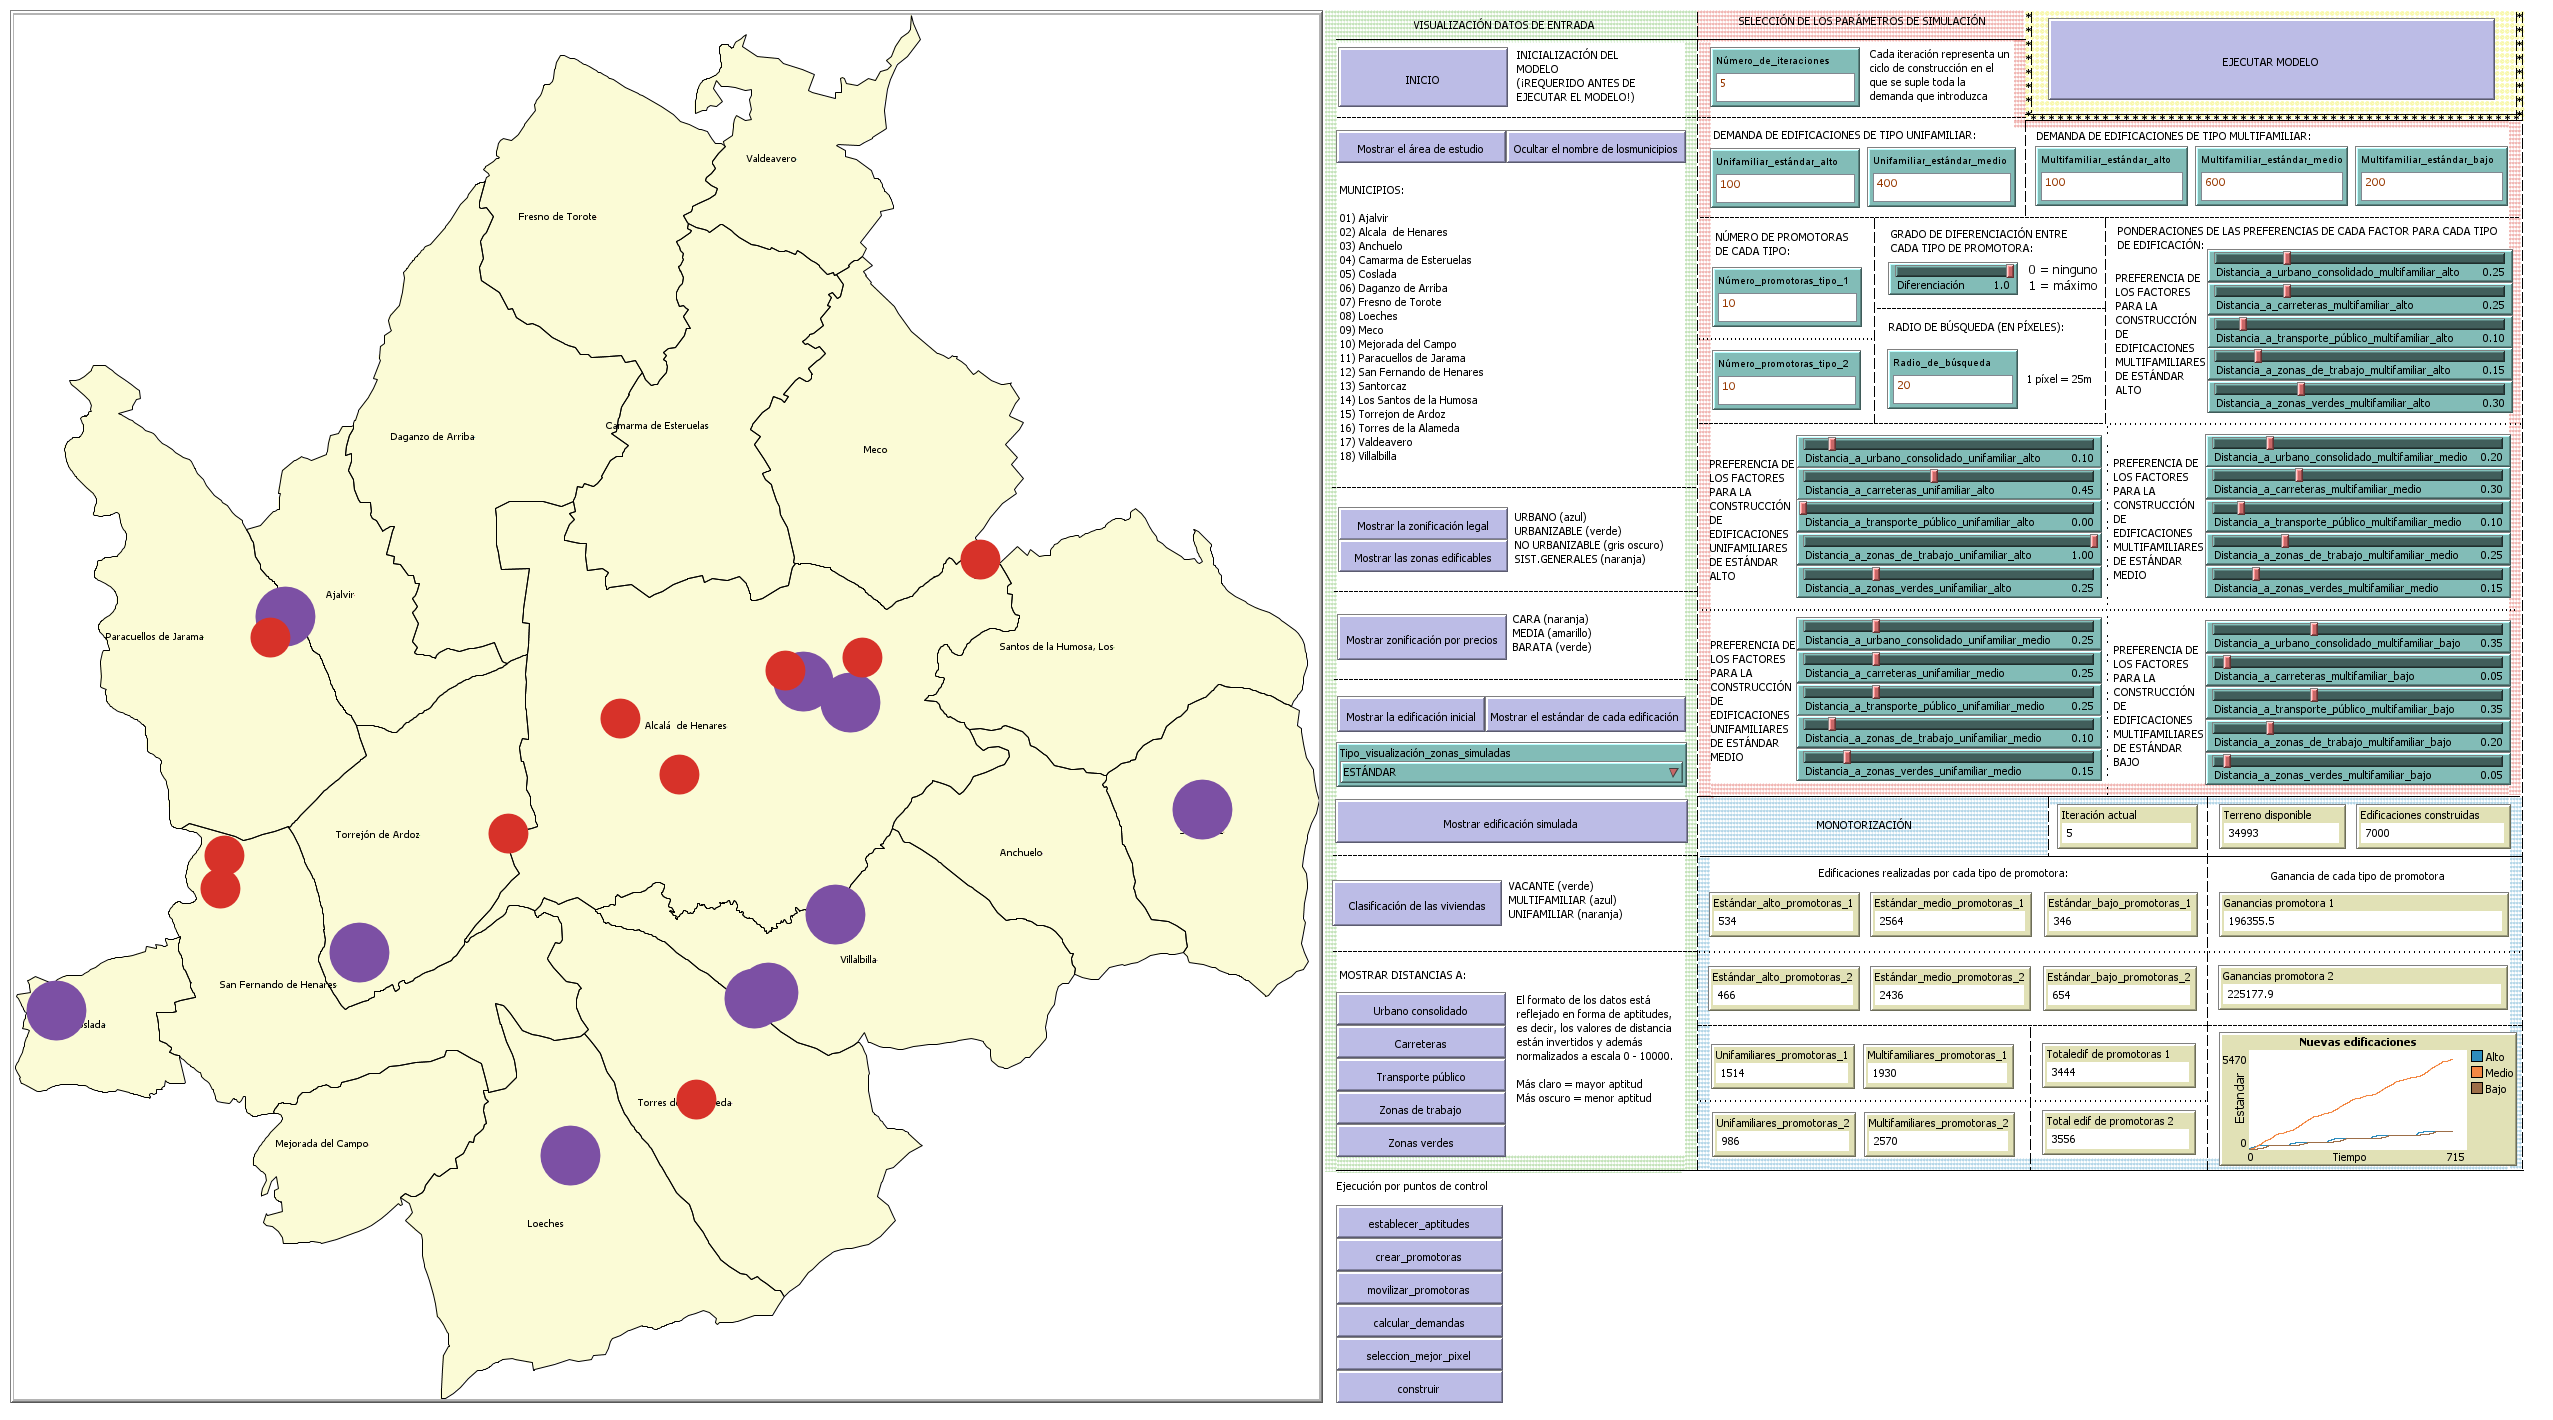 Valdeavero
Fresno de Torote
Daganzo de Arriba
Camarma de Esteruelas
Meco
Ajalvir
Paracuellos de Jarama
Santos de la Humosa, Los
Alcalá de Henares
Torrejón de Ardoz
Anchuelo
Villalbilla
San Fernando de Henares
slada
Torres d
eda
Mejorada del Campo
Loeches
VISUALIZACIÓN DATOS DE ENTRADA
INICIO
INICIALIZACIÓN DEL
MODELO
(¡REQUERIDO ANTES DE
EJECUTAR EL MODELO!)
Mostrar el área de estudio
Ocultar el nombre de losmunicipios
MUNICIPIOS:
01) Ajalvir
02) Alcala  de Henares
03) Anchuelo
04) Camarma de Esteruelas
05) Coslada
06) Daganzo de Arriba
07) Fresno de Torote
08) Loeches
09) Meco
10) Mejorada del Campo
11) Paracuellos de Jarama
12) San Fernando de Henares
13) Santorcaz
14) Los Santos de la Humosa
15) Torrejon de Ardoz
16) Torres de la Alameda
17) Valdeavero
18) Villabilla
Mostrar la zonificación legal
Mostrar las zonas edificables
URBANO (azul)
URBANIZABLE (verde)
NO URBANIZABLE (gris oscuro)
SIST.GENERALES (naranja)
Mostrar zonificación por precios
CARA (naranja)
MEDIA (amarillo)
BARATA (verde)
Mostrar la edificación inicial
Mostrar el estándar de cada edificación
Tipo_visualización_zonas_simuladas
ESTÁNDAR
Mostrar edificación simulada
Clasificación de las viviendas
VACANTE (verde)
MULTIFAMILIAR (azul)
UNIFAMILIAR (naranja)
MOSTRAR DISTANCIAS A:
Urbano consolidado
Carreteras
Transporte público
Zonas de trabajo
Zonas verdes
El formato de los datos está
reflejado en forma de aptitudes,
es decir, los valores de distancia
están invertidos y además
normalizados a escala 0 - 10000.
Más claro = mayor aptitud
Más oscuro = menor aptitud
Ejecución por puntos de control
establecer_aptitudes
crear_promotoras
movilizar_promotoras
calcular_demandas
seleccion_mejor_pixel
construir
SELECCIÓN DE LOS PARÁMETROS DE SIMULACIÓN
Número_de_iteraciones
5
Cada iteración representa un
ciclo de construcción en el
que se suple toda la
demanda que introduzca
EJECUTAR MODELO
DEMANDA DE EDIFICACIONES DE TIPO UNIFAMILIAR:
Unifamiliar_estándar_alto
100
Unifamiliar_estándar_medio
400
DEMANDA DE EDIFICACIONES DE TIPO MULTIFAMILIAR:
Multifamiliar_estándar_alto
100
Multifamiliar_estándar_medio
600
Multifamiliar_estándar_bajo
200
NÚMERO DE PROMOTORAS
DE CADA TIPO:
Número_promotoras_tipo_1
10
Número_promotoras_tipo_2
10
GRADO DE DIFERENCIACIÓN ENTRE
CADA TIPO DE PROMOTORA:
Diferenciación 1.0
0 = ninguno
1 = máximo
RADIO DE BÚSQUEDA (EN PÍXELES):
Radio_de_búsqueda
20
1 píxel = 25m
PONDERACIONES DE LAS PREFERENCIAS DE CADA FACTOR PARA CADA TIPO
DE EDIFICACIÓN:
PREFERENCIA DE
LOS FACTORES
PARA LA
CONSTRUCCIÓN
DE
EDIFICACIONES
MULTIFAMILIARES
DE ESTÁNDAR
ALTO
Distancia_a_urbano_consolidado_multifamiliar_alto 0.25
Distancia_a_carreteras_multifamiliar_alto 0.25
Distancia_a_transporte_público_multifamiliar_alto 0.10
Distancia_a_zonas_de_trabajo_multifamiliar_alto 0.15
Distancia_a_zonas_verdes_multifamiliar_alto 0.30
PREFERENCIA DE
LOS FACTORES
PARA LA
CONSTRUCCIÓN
DE
EDIFICACIONES
UNIFAMILIARES
DE ESTÁNDAR
ALTO
Distancia_a_urbano_consolidado_unifamiliar_alto 0.10
Distancia_a_carreteras_unifamiliar_alto 0.45
Distancia_a_transporte_público_unifamiliar_alto 0.00
Distancia_a_zonas_de_trabajo_unifamiliar_alto 1.00
Distancia_a_zonas_verdes_unifamiliar_alto 0.25
PREFERENCIA DE
LOS FACTORES
PARA LA
CONSTRUCCIÓN
DE
EDIFICACIONES
MULTIFAMILIARES
DE ESTÁNDAR
MEDIO
Distancia_a_urbano_consolidado_multifamiliar_medio 0.20
Distancia_a_carreteras_multifamiliar_medio 0.30
Distancia_a_transporte_público_multifamiliar_medio 0.10
Distancia_a_zonas_de_trabajo_multifamiliar_medio 0.25
Distancia_a_zonas_verdes_multifamiliar_medio 0.15
PREFERENCIA DE
LOS FACTORES
PARA LA
CONSTRUCCIÓN
DE
EDIFICACIONES
UNIFAMILIARES
DE ESTÁNDAR
MEDIO
Distancia_a_urbano_consolidado_unifamiliar_medio 0.25
Distancia_a_carreteras_unifamiliar_medio 0.25
Distancia_a_transporte_público_unifamiliar_medio 0.25
Distancia_a_zonas_de_trabajo_unifamiliar_medio 0.10
Distancia_a_zonas_verdes_unifamiliar_medio 0.15
PREFERENCIA DE
LOS FACTORES
PARA LA
CONSTRUCCIÓN
DE
EDIFICACIONES
MULTIFAMILIARES
DE ESTÁNDAR
BAJO
Distancia_a_urbano_consolidado_multifamiliar_bajo 0.35
Distancia_a_carreteras_multifamiliar_bajo 0.05
Distancia_a_transporte_público_multifamiliar_bajo 0.35
Distancia_a_zonas_de_trabajo_multifamiliar_bajo 0.20
Distancia_a_zonas_verdes_multifamiliar_bajo 0.05
MONOTORIZACIÓN
Iteración actual
5
Terreno disponible
34993
Edificaciones construidas
7000
Edificaciones realizadas por cada tipo de promotora:
Ganancia de cada tipo de promotora
Estándar_alto_promotoras_1
534
Estándar_medio_promotoras_1
2564
Estándar_bajo_promotoras_1
346
Ganancias promotora 1
196355.5
Estándar_alto_promotoras_2
466
Estándar_medio_promotoras_2
2436
Estándar_bajo_promotoras_2
654
Ganancias promotora 2
225177.9
Unifamiliares_promotoras_1
1514
Multifamiliares_promotoras_1
1930
Totaledif de promotoras 1
3444
Unifamiliares_promotoras_2
986
Multifamiliares_promotoras_2
2570
Total edif de promotoras 2
3556
Nuevas edificaciones
5470
Estandar
0
0
Tiempo
715
Alto
Medio
Bajo